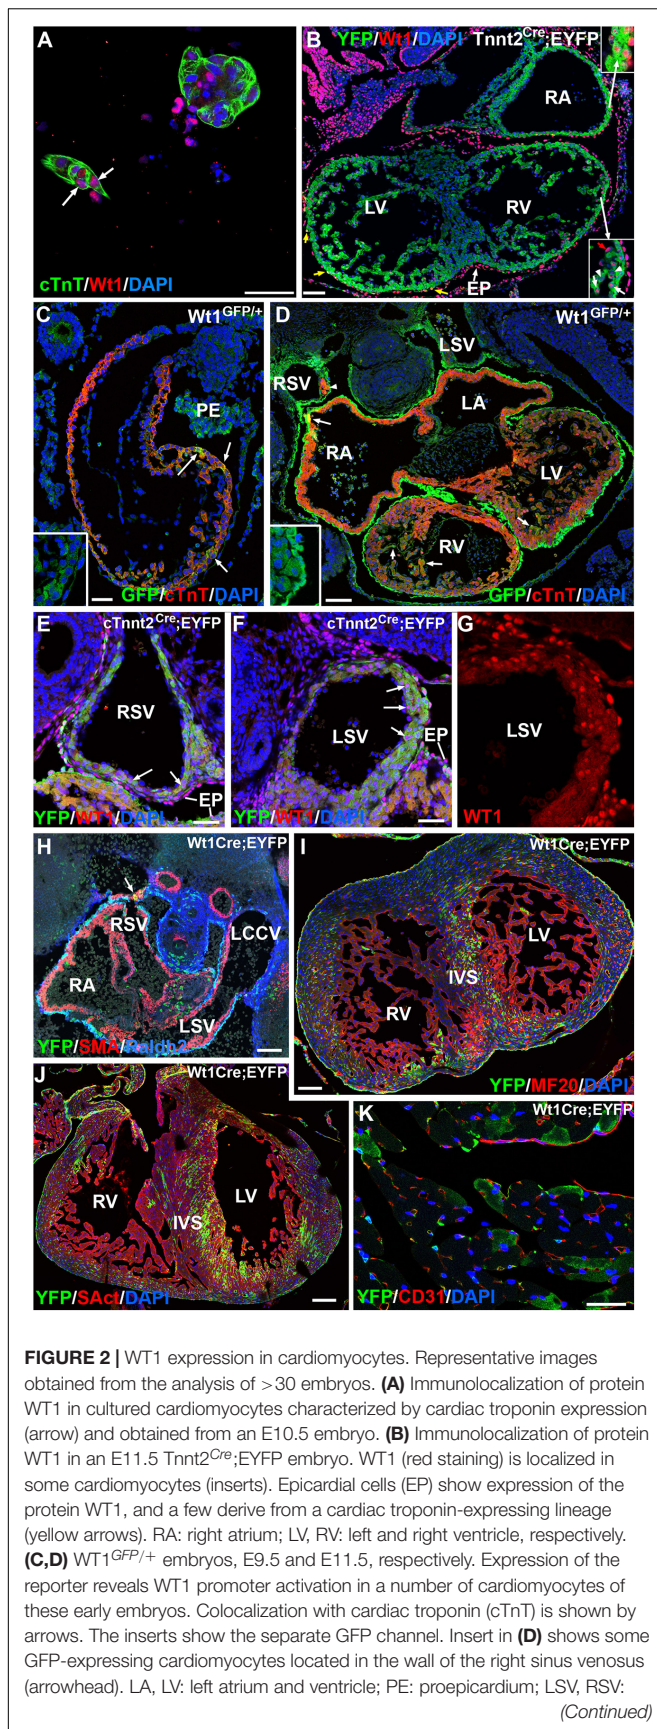 A
cTnT/Wt1/DAPI
B
YFP/Wt1/DAPI Tnnt2Cre;EYFP
RA
LV
RV
EP
C
Wt1GFP/+
PE
GFP/cTnT/DAPI
D
Wt1GFP/+
LSV
RSV
LA
RA
LV
RV
GFP/cTnT/DAPI
E
cTnnt2Cre;EYFP
RSV
EP
YFP/WT1/DAPI
F
cTnnt2Cre;EYFP
LSV
EP
YFP/WT1/DAPI
G
LSV
WT1
H
Wt1Cre;EYFP
RSV
LCCV
RA
LSV
YFP/SMA/Raldh2
I
Wt1Cre;EYFP
LV
IVS
RV
YFP/MF20/DAPI
J
Wt1Cre;EYFP
RV
LV
IVS
YFP/SAct/DAPI
K
Wt1Cre;EYFP
YFP/CD31/DAPI
FIGURE 2 | WT1 expression in cardiomyocytes. Representative images
obtained from the analysis of >30 embryos. (A) Immunolocalization of protein
WT1 in cultured cardiomyocytes characterized by cardiac troponin expression
(arrow) and obtained from an E10.5 embryo. (B) Immunolocalization of protein
WT1 in an E11.5 Tnnt2Cre;EYFP embryo. WT1 (red staining) is localized in
some cardiomyocytes (inserts). Epicardial cells (EP) show expression of the
protein WT1, and a few derive from a cardiac troponin-expressing lineage
(yellow arrows). RA: right atrium; LV, RV: left and right ventricle, respectively.
(C,D) WT1GFP/+ embryos, E9.5 and E11.5, respectively. Expression of the
reporter reveals WT1 promoter activation in a number of cardiomyocytes of
these early embryos. Colocalization with cardiac troponin (cTnT) is shown by
arrows. The inserts show the separate GFP channel. Insert in (D) shows some
GFP-expressing cardiomyocytes located in the wall of the right sinus venosus
(arrowhead). LA, LV: left atrium and ventricle; PE: proepicardium; LSV, RSV:
(Continued)